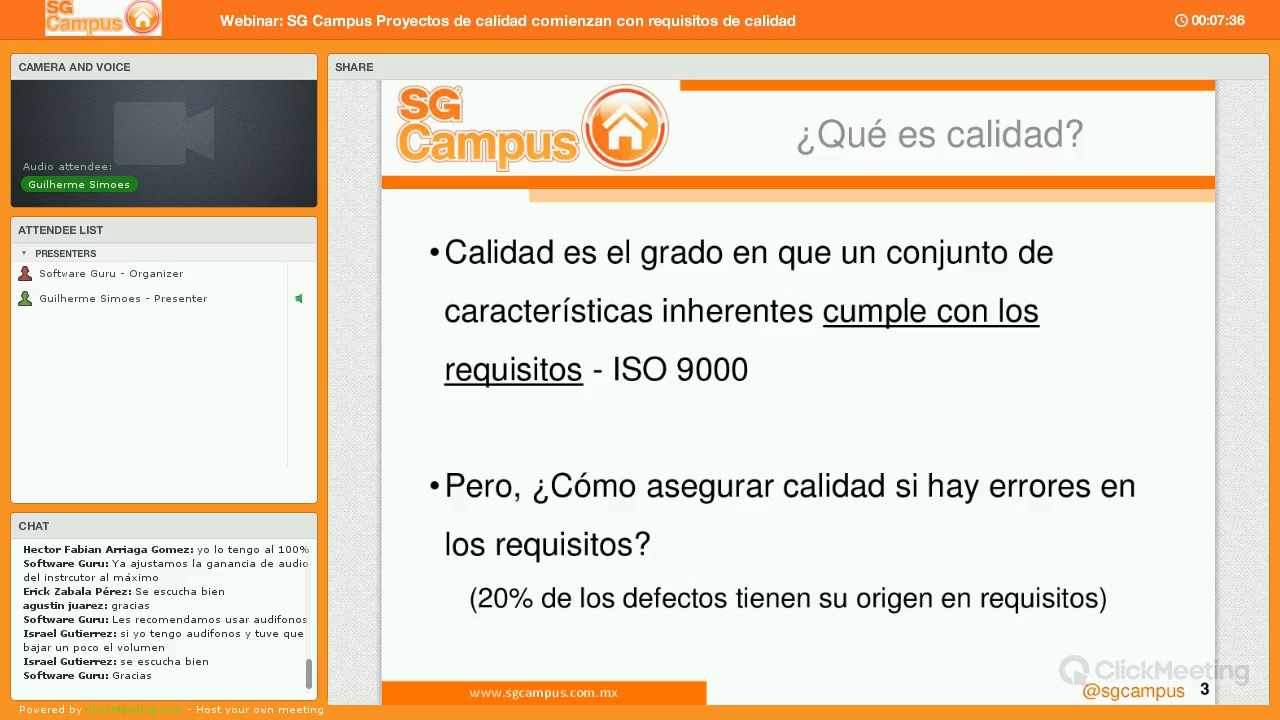 SG
Campus
Webinar: SG Campus Proyectos de calidad comienzan con requisitos de calidad
00:07:36
CAMERA AND VOICE
Audio attendee:
Guilherme Simoes
ATTENDEE LIST
PRESENTERS
Software Guru - Organizer
Guilherme Simoes - Presenter
CHAT
Hector Fabian Arriaga Gomez: yo lo tengo al 100%
Software Guru: Ya ajustamos la ganancia de audio
del instrcutor al máximo
Erick Zabala Pérez: Se escucha bien
agustin juarez: gracias
Software Guru: Les recomendamos usar audifonos
Israel Gutierrez: si yo tengo audifonos y tuve que
bajar un poco el volumen
Israel Gutierrez: se escucha bien
Software Guru: Gracias
Powered by ClickMeeting.com - Host your own meeting
SHARE
SG
Campus
¿Qué es calidad?
•Calidad es el grado en que un conjunto de
características inherentes cumple con los
requisitos - ISO 9000
•Pero, ¿Cómo asegurar calidad si hay errores en
los requisitos?
(20% de los defectos tienen su origen en requisitos)
www.sgcampus.com.mx
ClickMeeting
@sgcampus 3